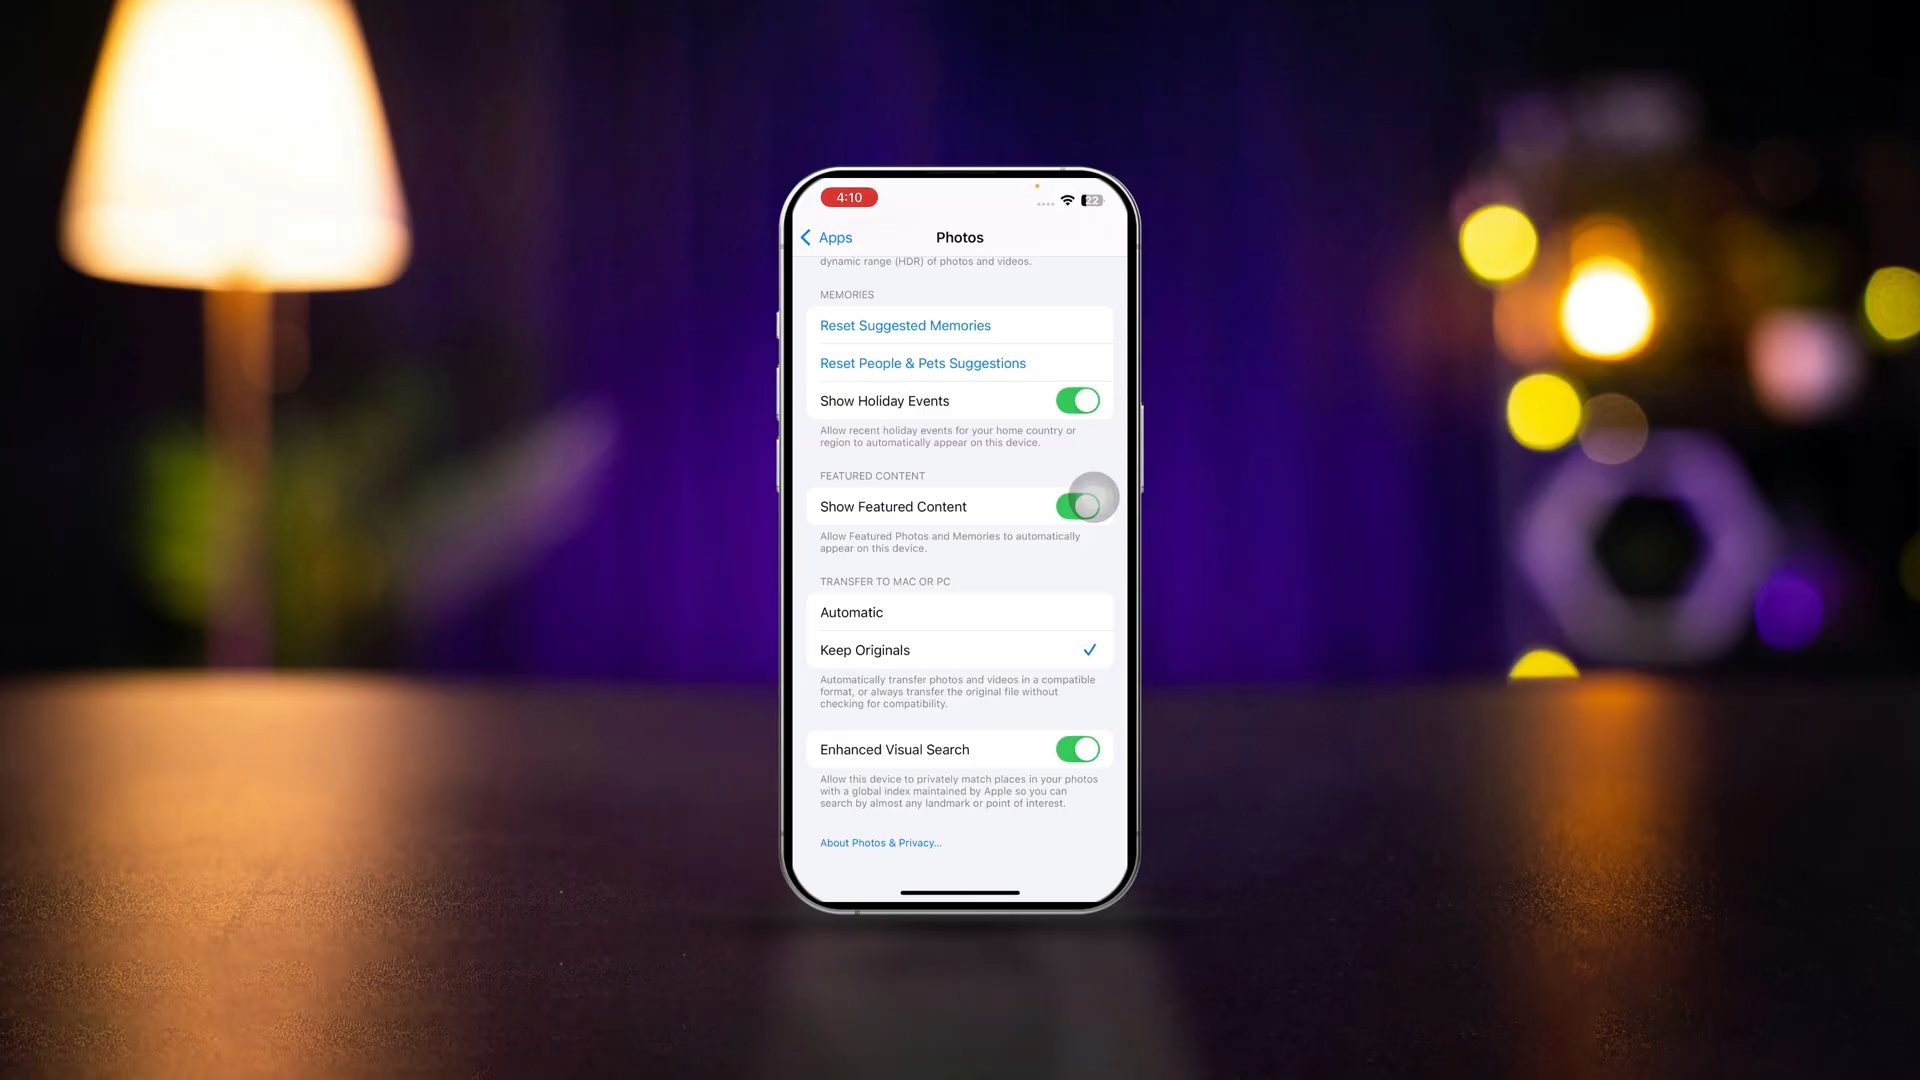 4:10
22
Apps
Photos
dynamic range (HDR) of photos and videos.
MEMORIES
Reset Suggested Memories
Reset People & Pets Suggestions
Show Holiday Events
Allow recent holiday events for your home country or
region to automatically appear on this device.
FEATURED CONTENT
Show Featured Content
Allow Featured Photos and Memories to automatically
appear on this device.
TRANSFER TO MAC OR PC
Automatic
Keep Originals
Automatically transfer photos and videos in a compatible
format, or always transfer the original file without
checking for compatibility.
Enhanced Visual Search
Allow this device to privately match places in your photos
with a global index maintained by Apple so you can
search by almost any landmark or point of interest.
About Photos & Privacy...